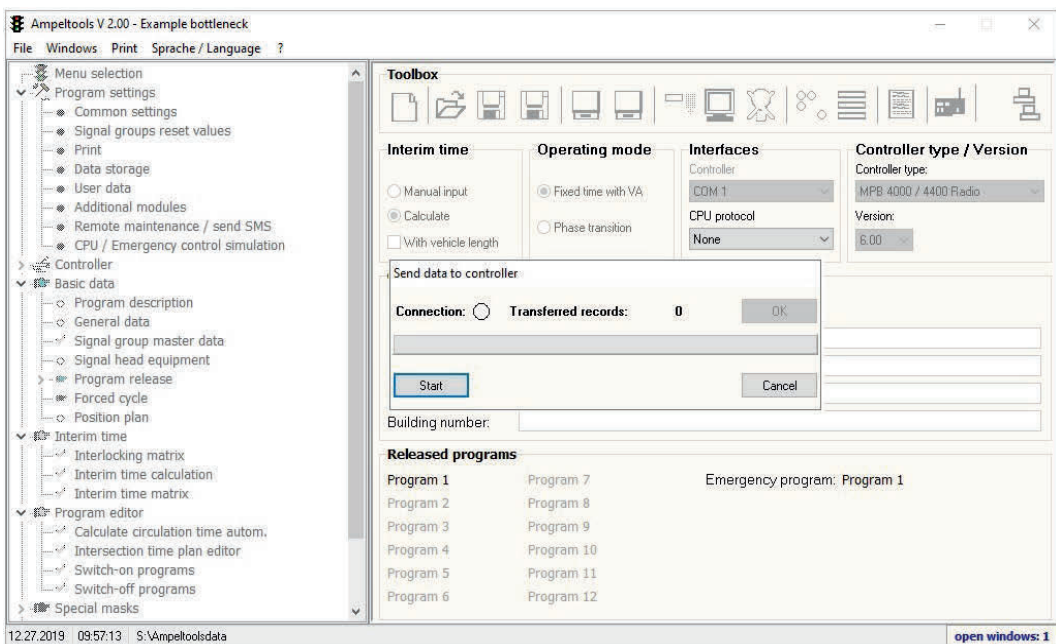 Ampeltools V 2.00 - Example bottleneck
File Windows Print Sprache / Language ?
Menu selection
Program settings
Common settings
Signal groups reset values
Print
Data storage
User data
Additional modules
Remote maintenance / send SMS
CPU / Emergency control simulation
Controller
Basic data
Program description
General data
Signal group master data
Signal head equipment
Program release
Forced cycle
Position plan
Interim time
Interlocking matrix
Interim time calculation
Interim time matrix
Program editor
Calculate circulation time autom.
Intersection time plan editor
Switch-on programs
Switch-off programs
Special masks
Toolbox
Interim time
Manual input
Calculate
With vehicle length
Operating mode
Fixed time with VA
Phase transition
Interfaces
Controller
COM 1
CPU protocol
None
Controller type / Version
Controller type:
MPB 4000 / 4400 Radio
Version:
6.00
Send data to controller
Connection: Transferred records: 0 OK
Start Cancel
Building number:
Released programs
Program 1 Program 7 Emergency program: Program 1
Program 2 Program 8
Program 3 Program 9
Program 4 Program 10
Program 5 Program 11
Program 6 Program 12
12.27.2019 09:57:13 S:\Ampeltoolsdata open windows: 1